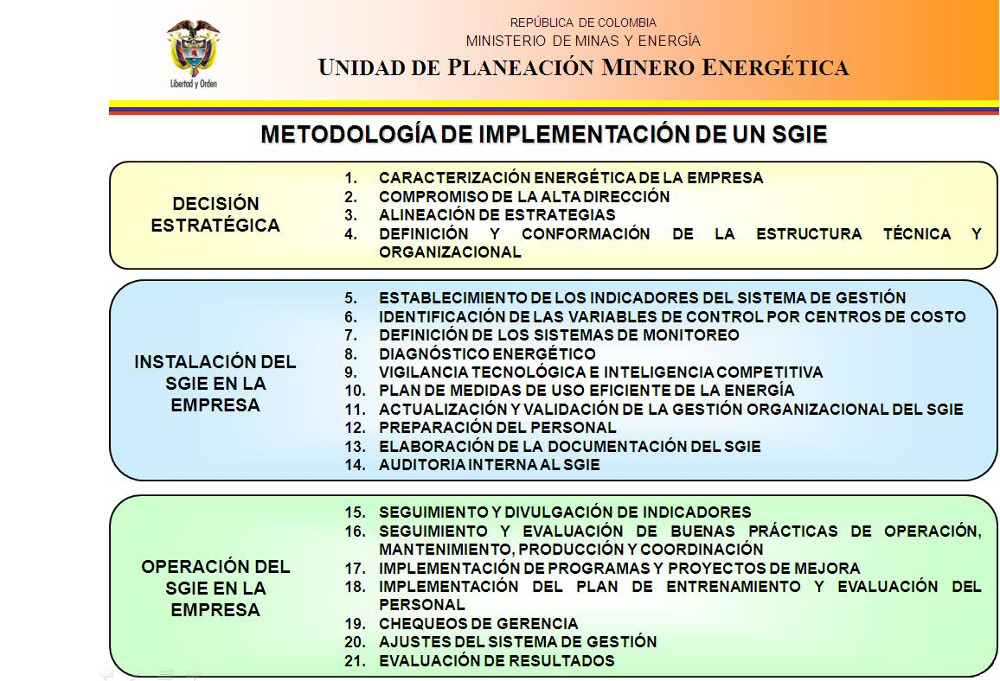 Libertad y Orden
REPÚBLICA DE COLOMBIA
MINISTERIO DE MINAS Y ENERGÍA
UNIDAD DE PLANEACIÓN MINERO ENERGÉTICA
METODOLOGÍA DE IMPLEMENTACIÓN DE UN SGIE
DECISIÓN
ESTRATÉGICA
1. CARACTERIZACIÓN ENERGÉTICA DE LA EMPRESA
2. COMPROMISO DE LA ALTA DIRECCIÓN
3. ALINEACIÓN DE ESTRATEGIAS
4. DEFINICIÓN Y CONFORMACIÓN DE LA ESTRUCTURA TÉCNICA Y
ORGANIZACIONAL
INSTALACIÓN DEL
SGIE EN LA
EMPRESA
5. ESTABLECIMIENTO DE LOS INDICADORES DEL SISTEMA DE GESTIÓN
6. IDENTIFICACIÓN DE LAS VARIABLES DE CONTROL POR CENTROS DE COSTO
7. DEFINICIÓN DE LOS SISTEMAS DE MONITOREO
8. DIAGNÓSTICO ENERGÉTICO
9. VIGILANCIA TECNOLÓGICA E INTELIGENCIA COMPETITIVA
10. PLAN DE MEDIDAS DE USO EFICIENTE DE LA ENERGÍA
11. ACTUALIZACIÓN Y VALIDACIÓN DE LA GESTIÓN ORGANIZACIONAL DEL SGIE
12. PREPARACIÓN DEL PERSONAL
13. ELABORACIÓN DE LA DOCUMENTACIÓN DEL SGIE
14. AUDITORIA INTERNA AL SGIE
OPERACIÓN DEL
SGIE EN LA
EMPRESA
15. SEGUIMIENTO Y DIVULGACIÓN DE INDICADORES
16. SEGUIMIENTO Y EVALUACIÓN DE BUENAS PRÁCTICAS DE OPERACIÓN,
MANTENIMIENTO, PRODUCCIÓN Y COORDINACIÓN
17. IMPLEMENTACIÓN DE PROGRAMAS Y PROYECTOS DE MEJORA
18. IMPLEMENTACIÓN DEL PLAN DE ENTRENAMIENTO Y EVALUACIÓN DEL
PERSONAL
19. CHEQUEOS DE GERENCIA
20. AJUSTES DEL SISTEMA DE GESTIÓN
21. EVALUACIÓN DE RESULTADOS